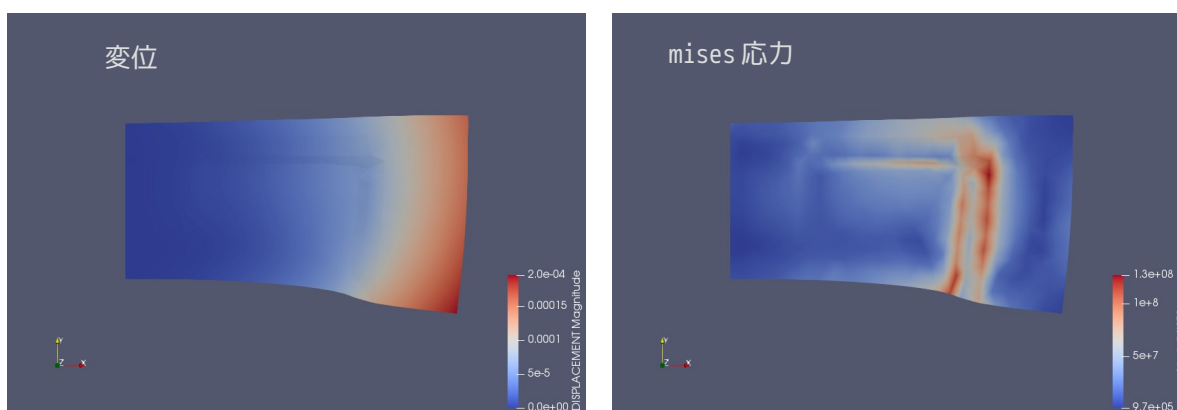 変位
2.0e-04
0.00015
0.0001
5e-5
0.0e+00
DISPLACEMENT Magnitude
Y
Z
X
mises 応力
1.3e+08
1e+8
5e+7
9.7e+05
Y
Z
X